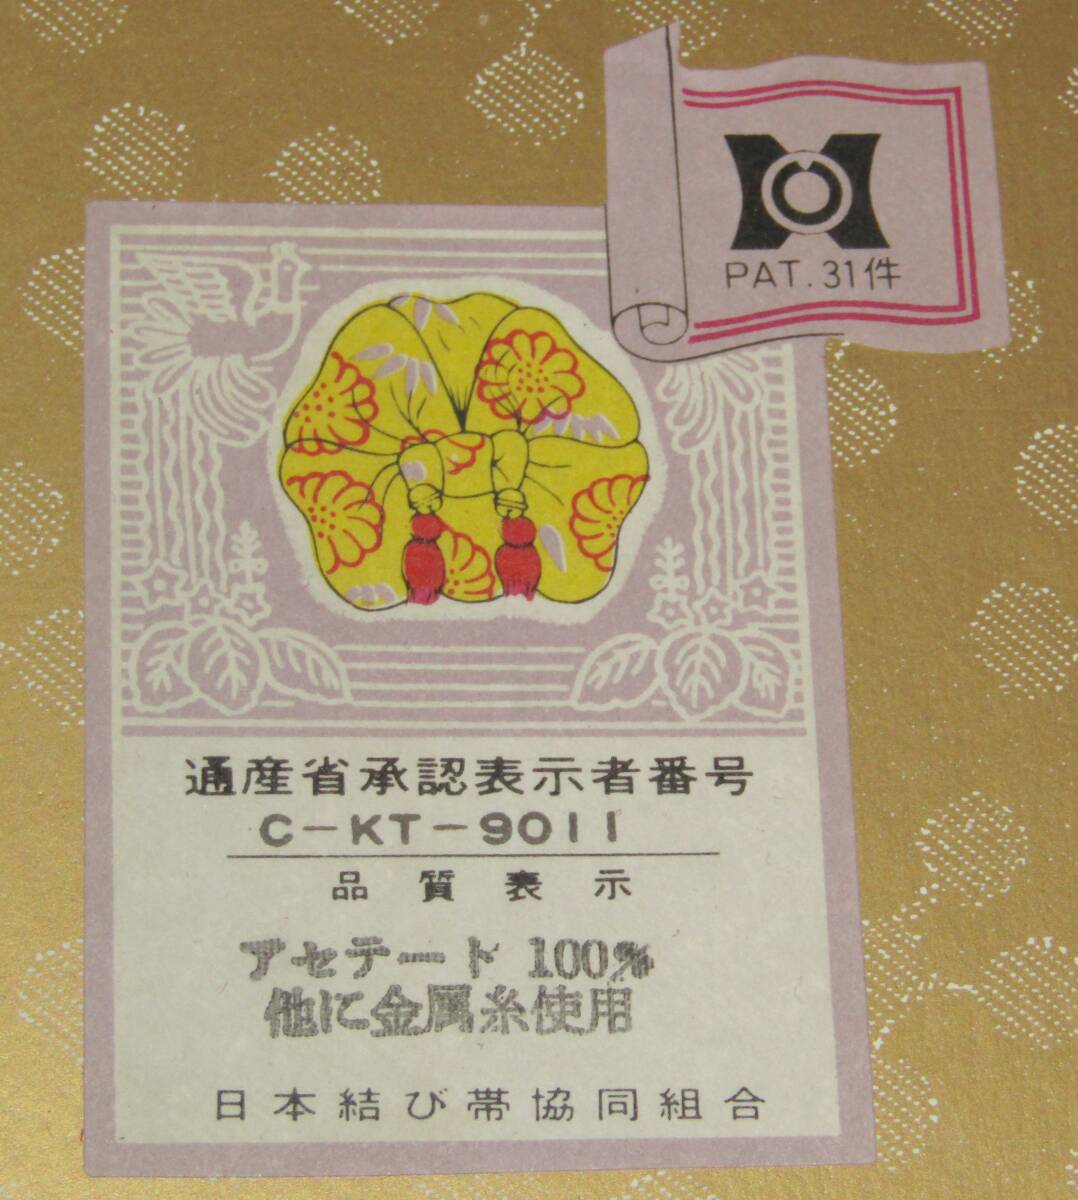 PAT.31件
通産省承認表示者番号
C-KT-9011
品質表示
アセテート 100%
他に金属糸使用
日本結び帯協同組合